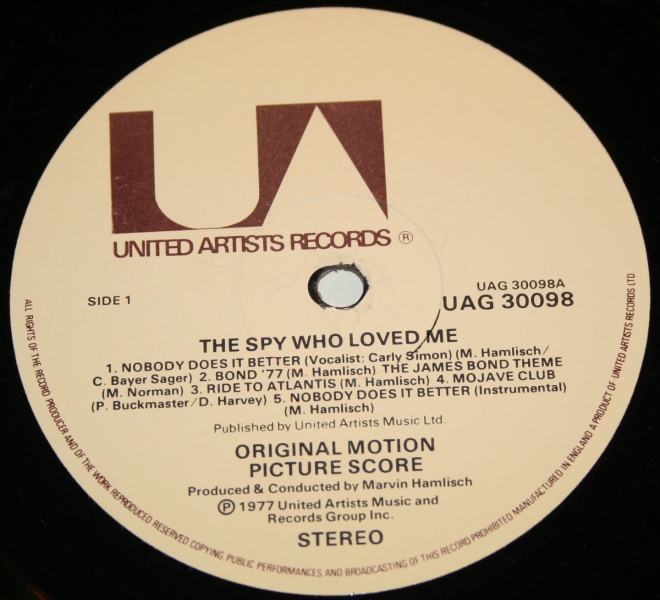 UA
UNITED ARTISTS RECORDS ®
SIDE 1
UAG 30098A
UAG 30098
THE SPY WHO LOVED ME
1. NOBODY DOES IT BETTER (Vocalist: Carly Simon) (M. Hamlisch/
C. Bayer Sager) 2. BOND '77 (M. Hamlisch) THE JAMES BOND THEME
(M. Norman) 3. RIDE TO ATLANTIS (M. Hamlisch) 4. MOJAVE CLUB
(P. Buckmaster/D. Harvey) 5. NOBODY DOES IT BETTER (Instrumental)
(M. Hamlisch)
Published by United Artists Music Ltd.
ORIGINAL MOTION
PICTURE SCORE
Produced & Conducted by Marvin Hamlisch
℗ 1977 United Artists Music and
Records Group Inc.
STEREO
ALL RIGHTS OF THE RECORD PRODUCER AND OF THE WORK REPRODUCED RESERVED COPYING, PUBLIC PERFORMANCES AND BROADCASTING OF THIS RECORD PROHIBITED MANUFACTURED IN ENGLAND A PRODUCT OF UNITED ARTISTS RECORDS LTD